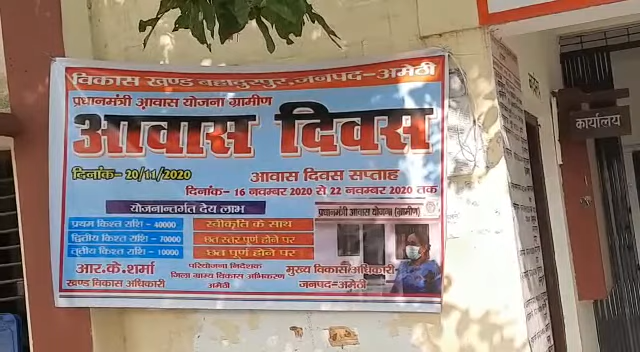 विकास खण्ड बहादुरपुर, जनपद-अमेठी
प्रधानमंत्री आवास योजना ग्रामीण
आवास दिवस
दिनांक- 20/11/2020
आवास दिवस सप्ताह
दिनांक- 16 नवम्बर 2020 से 22 नवम्बर 2020 तक
योजनान्तर्गत देय लाभ
प्रथम किश्त राशि - 40000 स्वीकृति के साथ
द्वितीय किश्त राशि - 70000 छत स्तर पूर्ण होने पर
तृतीय किश्त राशि - 10000 छत पूर्ण होने पर
प्रधानमंत्री आवास योजना (ग्रामीण)
आर.के.शर्मा
खण्ड विकास अधिकारी
परियोजना निदेशक
जिला ग्राम्य विकास अभिकरण
अमेठी
मुख्य विकास अधिकारी
जनपद-अमेठी
कार्यालय